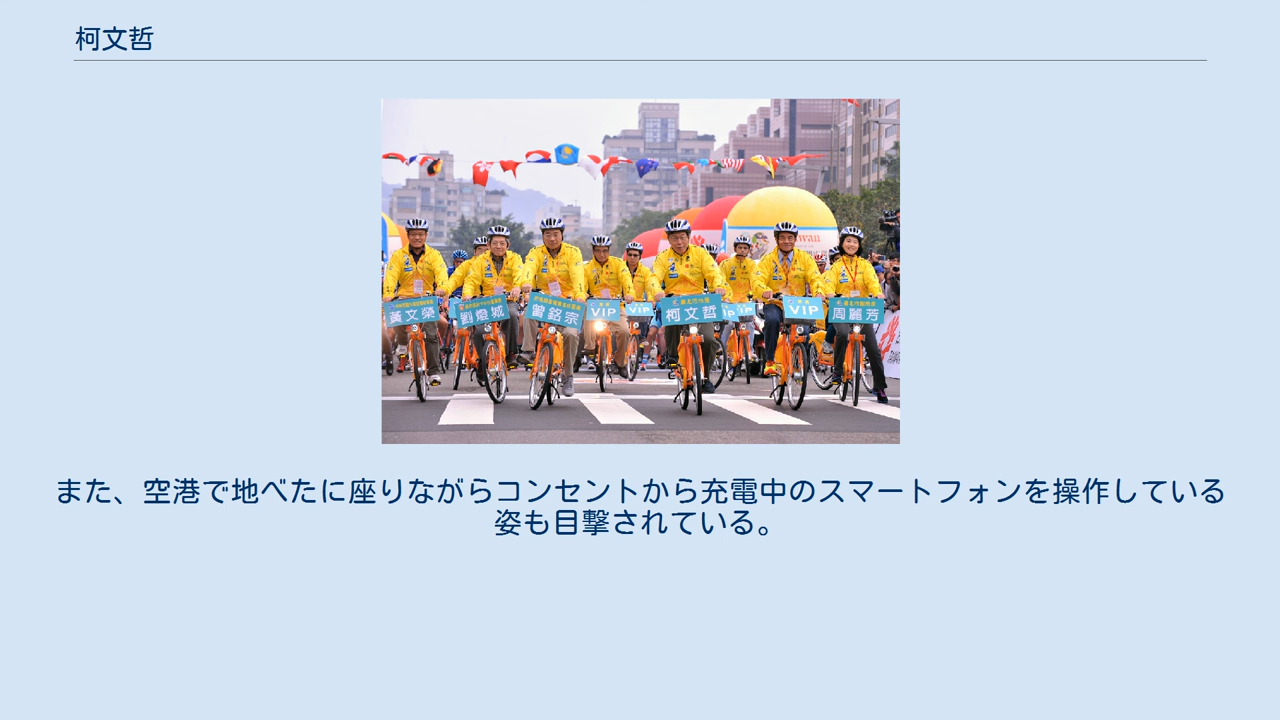 柯文哲
黃文榮
劉燈城
曾銘宗
VIP
VIP
柯文哲
VIP
周麗芳
また、空港で地べたに座りながらコンセントから充電中のスマートフォンを操作している
姿も目撃されている。